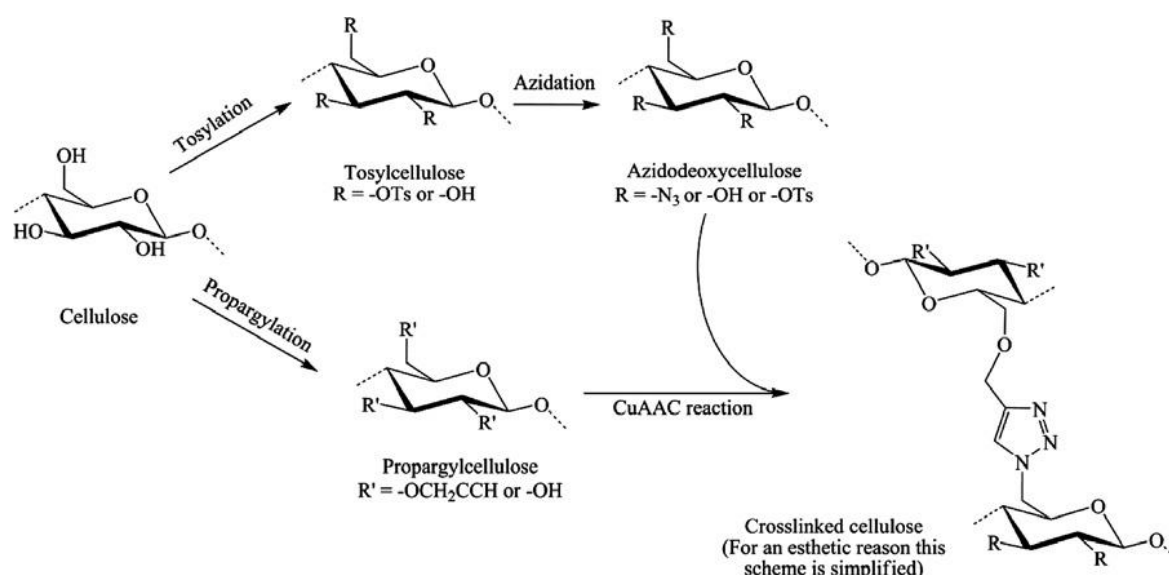 R
O
R
R
O
Tosylcellulose
R = -OTs or -OH
Tosylation
Azidation
R
O
R
R
O
Azidodeoxycellulose
R = -N₃ or -OH or -OTs
OH
O
HO
OH
O
Cellulose
Propargylation
R'
O
R'
R'
O
Propargylcellulose
R' = -OCH₂CCH or -OH
CuAAC reaction
O
R'
R'
O
O
N
N
N
O
R
R
O
Crosslinked cellulose
(For an esthetic reason this
scheme is simplified)